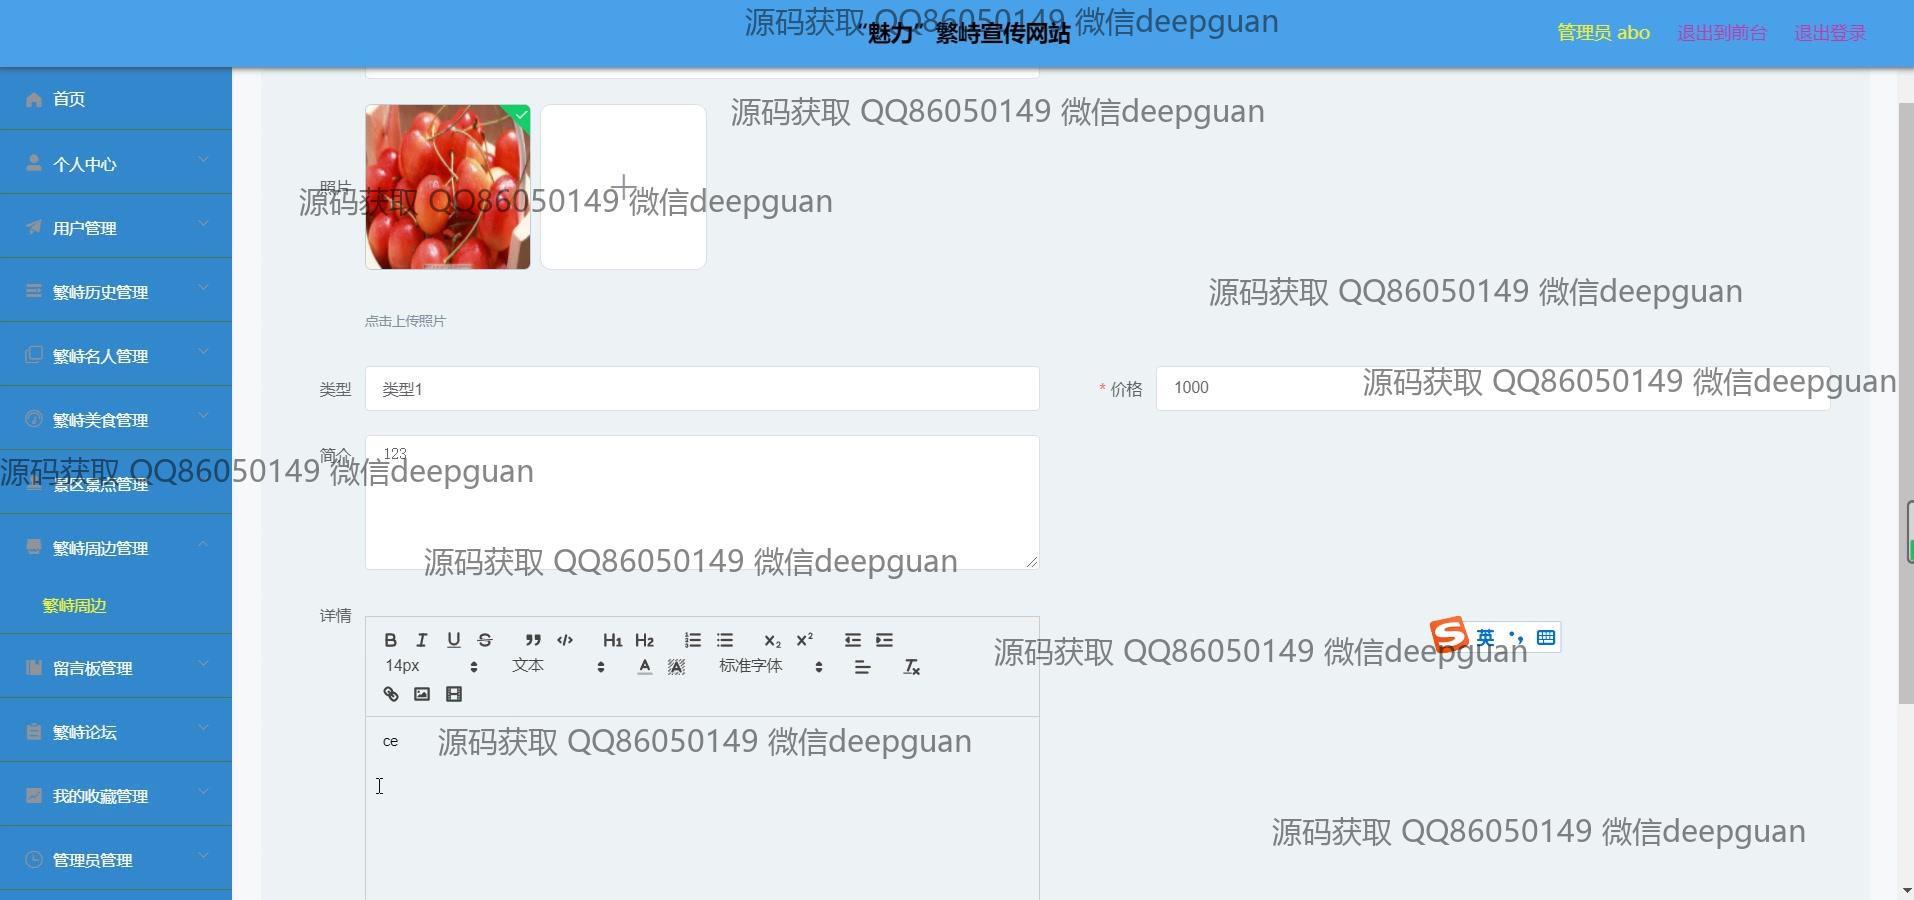 源码获取 QQ86050149 微信deepguan
“魅力”繁峙宣传网站
管理员 abo
退出到前台
退出登录
首页
个人中心
用户管理
繁峙历史管理
繁峙名人管理
繁峙美食管理
景区景点管理
繁峙周边管理
繁峙周边
留言板管理
繁峙论坛
我的收藏管理
管理员管理
源码获取 QQ86050149 微信deepguan
照片
源码获取 QQ86050149 微信deepguan
源码获取 QQ86050149 微信deepguan
点击上传照片
类型
类型1
* 价格
1000
源码获取 QQ86050149 微信deepguan
简介
123
源码获取 QQ86050149 微信deepguan
源码获取 QQ86050149 微信deepguan
详情
B I U S H1 H2 X₂ X²
14px 文本 A A 标准字体 Tx
英
源码获取 QQ86050149 微信deepguan
ce
源码获取 QQ86050149 微信deepguan
源码获取 QQ86050149 微信deepguan